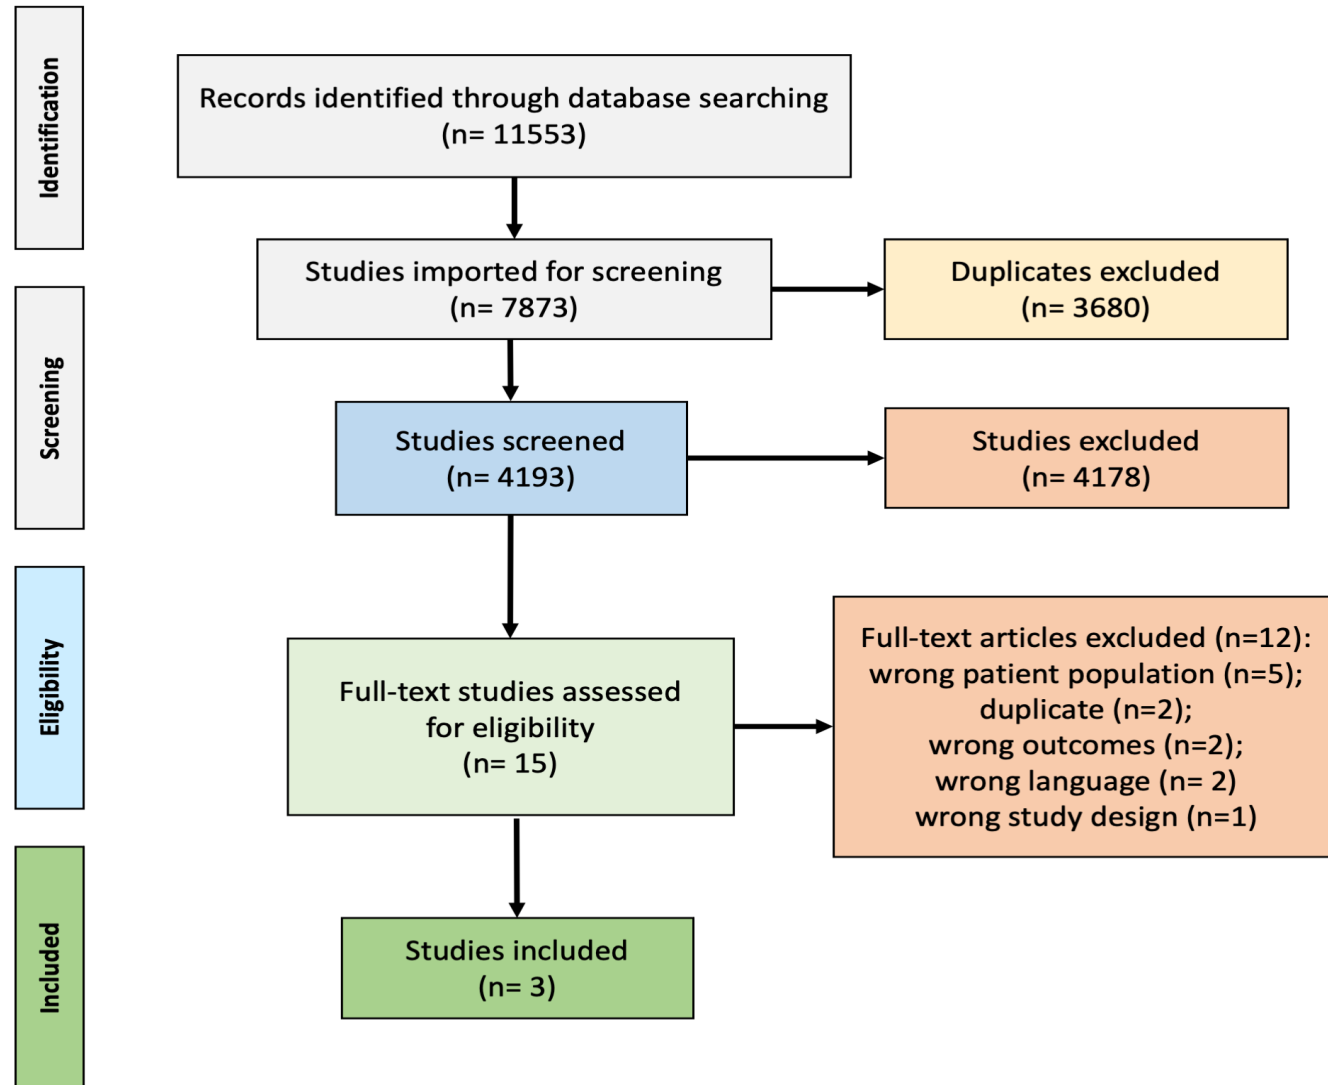 Identification
Records identified through database searching
(n= 11553)
Studies imported for screening
(n= 7873)
Duplicates excluded
(n= 3680)
Screening
Studies screened
(n= 4193)
Studies excluded
(n= 4178)
Eligibility
Full-text studies assessed
for eligibility
(n= 15)
Full-text articles excluded (n=12):
wrong patient population (n=5);
duplicate (n=2);
wrong outcomes (n=2);
wrong language (n= 2)
wrong study design (n=1)
Included
Studies included
(n= 3)